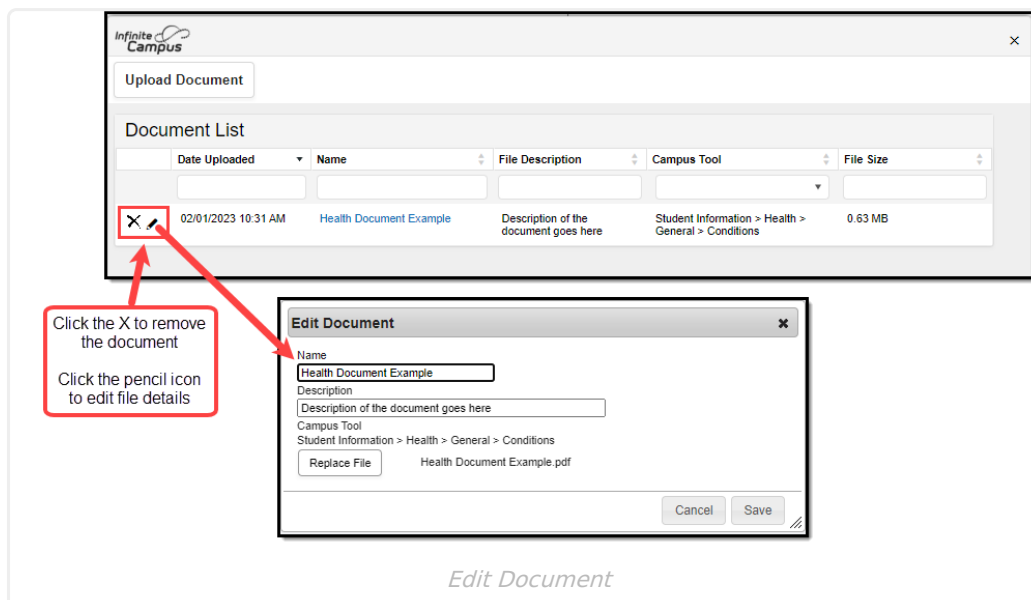 Infinite
Campus
Upload Document
Document List
Date Uploaded Name File Description Campus Tool File Size
02/01/2023 10:31 AM Health Document Example Description of the document goes here Student Information > Health > General > Conditions 0.63 MB
Click the X to remove
the document
Click the pencil icon
to edit file details
Edit Document
Name
Health Document Example
Description
Description of the document goes here
Campus Tool
Student Information > Health > General > Conditions
Replace File Health Document Example.pdf
Cancel Save
Edit Document